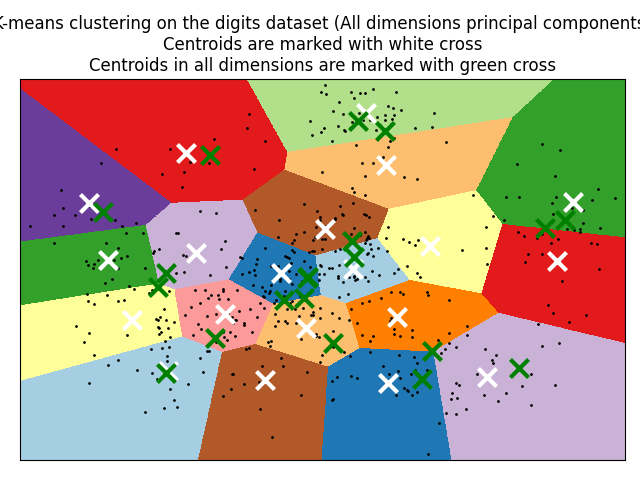 K-means clustering on the digits dataset (All dimensions principal components
Centroids are marked with white cross
Centroids in all dimensions are marked with green cross